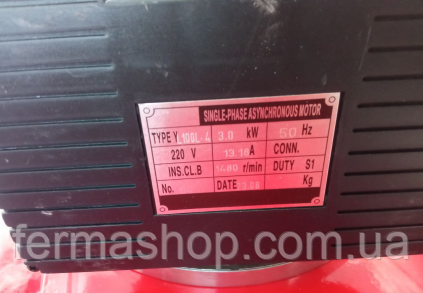 SINGLE-PHASE ASYNCHRONOUS MOTOR
TYPE Y 100L-4 3.0 kW 50 Hz
220 V 13.18 A CONN.
INS.CL.B r/min DUTY S1
No. DATE Kg
fermashop.com.ua